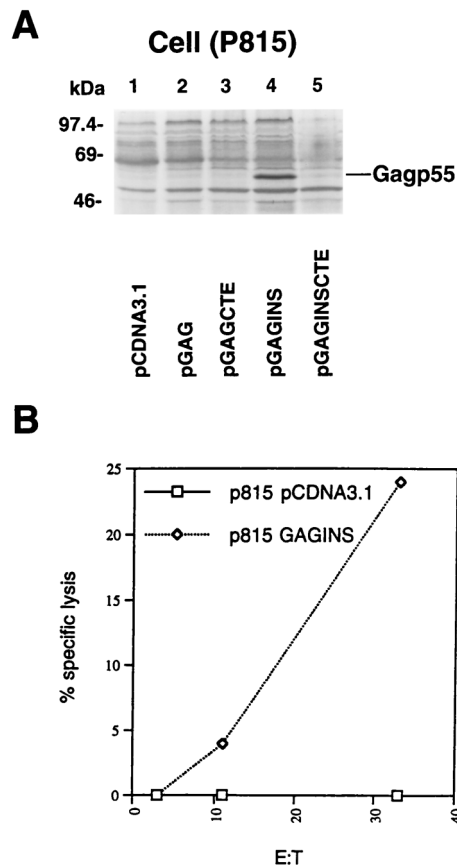 A
Cell (P815)
kDa 1 2 3 4 5
97.4-
69-
Gagp55
46-
pCDNA3.1
pGAG
pGAGCTE
pGAGINS
pGAGINSCTE
B
25
p815 pCDNA3.1
p815 GAGINS
20
15
10
5
0
% specific lysis
0 10 20 30 40
E:T